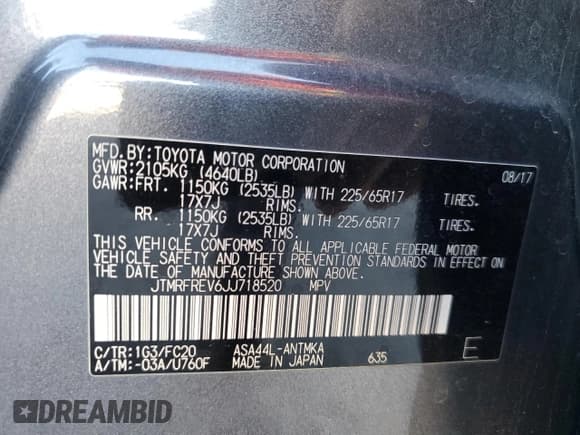 MFD.BY:TOYOTA MOTOR CORPORATION 08/17
GVWR:2105KG (4640LB)
GAWR:FRT. 1150KG (2535LB) WITH 225/65R17 TIRES.
17X7J RIMS.
RR. 1150KG (2535LB) WITH 225/65R17 TIRES.
17X7J RIMS.
THIS VEHICLE CONFORMS TO ALL APPLICABLE FEDERAL MOTOR
VEHICLE SAFETY AND THEFT PREVENTION STANDARDS IN EFFECT ON
THE DATE OF MANUFACTURE SHOWN ABOVE.
JTMRFREV6JJ718520 MPV
C/TR:1G3/FC20 ASA44L-ANTMKA
A/TM:-03A/U760F MADE IN JAPAN 635 E
DREAMBID